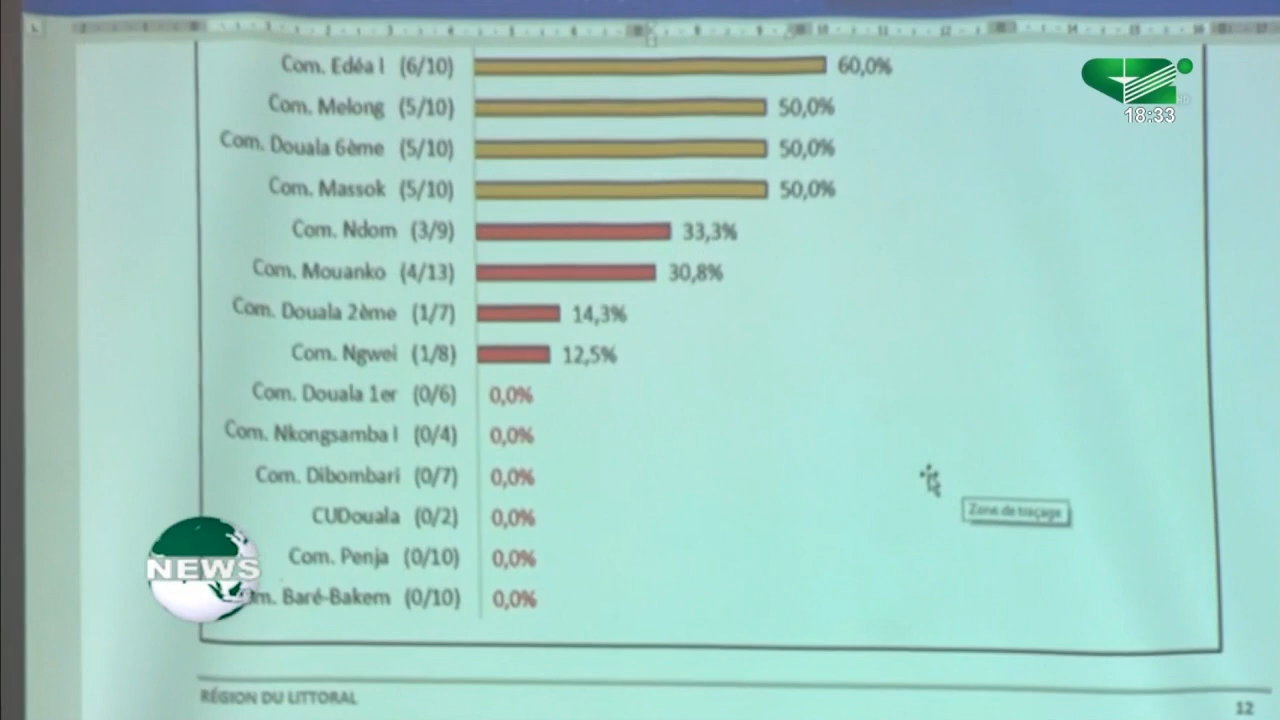 Com. Edéa I (6/10) 60,0%
Com. Melong (5/10) 50,0%
Com. Douala 6ème (5/10) 50,0%
Com. Massok (5/10) 50,0%
Com. Ndom (3/9) 33,3%
Com. Mouanko (4/13) 30,8%
Com. Douala 2ème (1/7) 14,3%
Com. Ngwei (1/8) 12,5%
Com. Douala 1er (0/6) 0,0%
Com. Nkongsamba I (0/4) 0,0%
Com. Dibombari (0/7) 0,0%
CUDouala (0/2) 0,0%
Com. Penja (0/10) 0,0%
m. Baré-Bakem (0/10) 0,0%
Zone de traçage
RÉGION DU LITTORAL
12
HD
18:33
NEWS